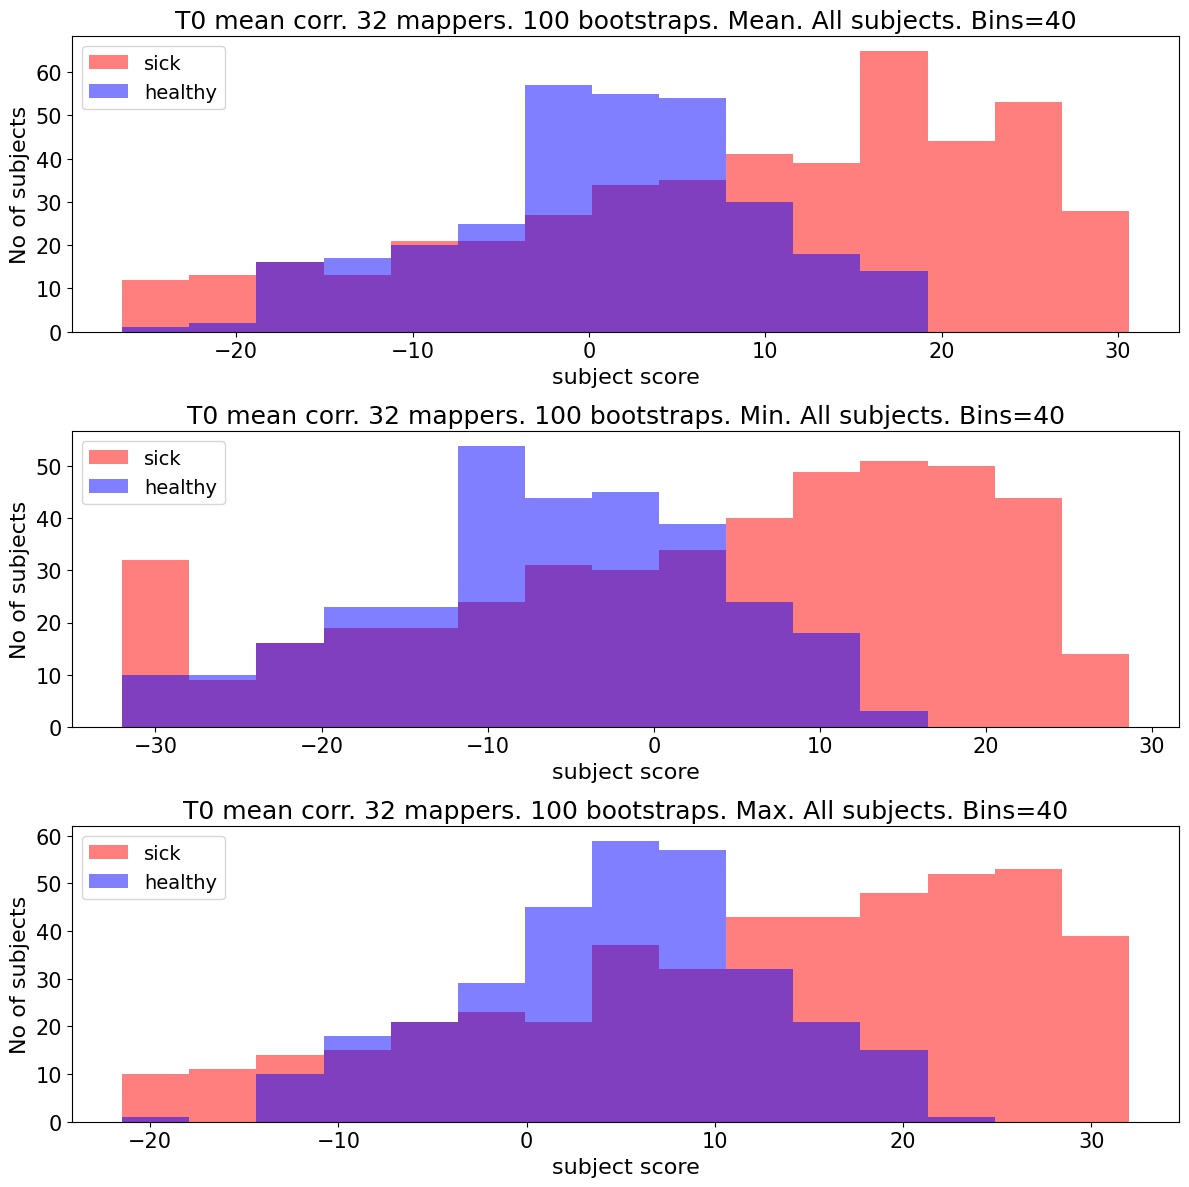 T0 mean corr. 32 mappers. 100 bootstraps. Mean. All subjects. Bins=40
sick
healthy
No of subjects
60
50
40
30
20
10
0
−20 −10 0 10 20 30
subject score
T0 mean corr. 32 mappers. 100 bootstraps. Min. All subjects. Bins=40
sick
healthy
No of subjects
50
40
30
20
10
0
−30 −20 −10 0 10 20 30
subject score
T0 mean corr. 32 mappers. 100 bootstraps. Max. All subjects. Bins=40
sick
healthy
No of subjects
60
50
40
30
20
10
0
−20 −10 0 10 20 30
subject score